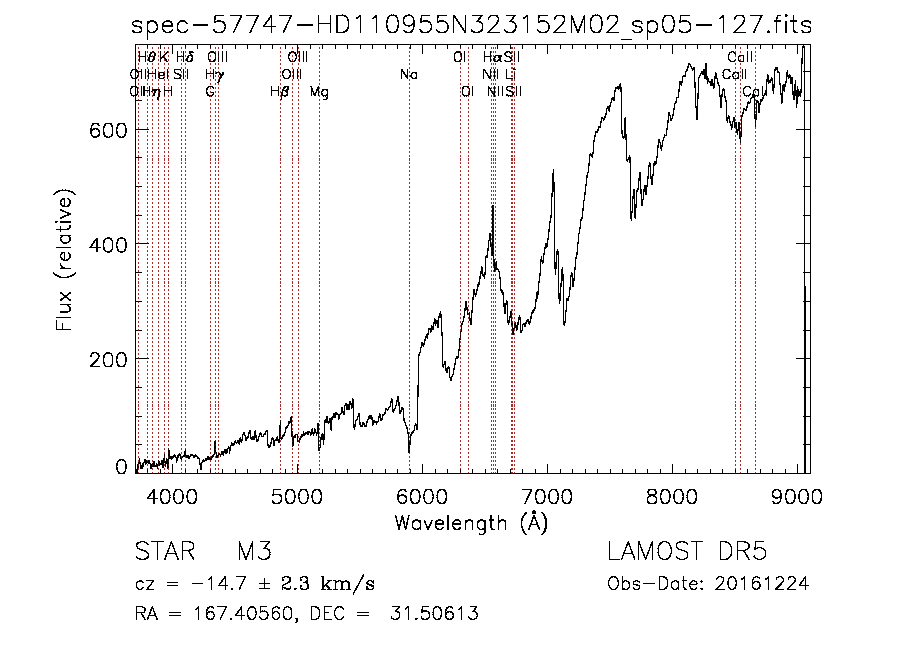 spec-57747-HD110955N323152M02_sp05-127.fits
Hθ K Hδ OIII OIII OI Hα SII CaII
OII HeI SII Hγ OIII Na NII Li CaII
OII Hη H G Hβ Mg OI NII SII CaII
600
400
200
0
Flux (relative)
4000 5000 6000 7000 8000 9000
Wavelength (Å)
STAR M3 LAMOST DR5
cz = −14.7 ± 2.3 km/s Obs-Date: 20161224
RA = 167.40560, DEC = 31.50613